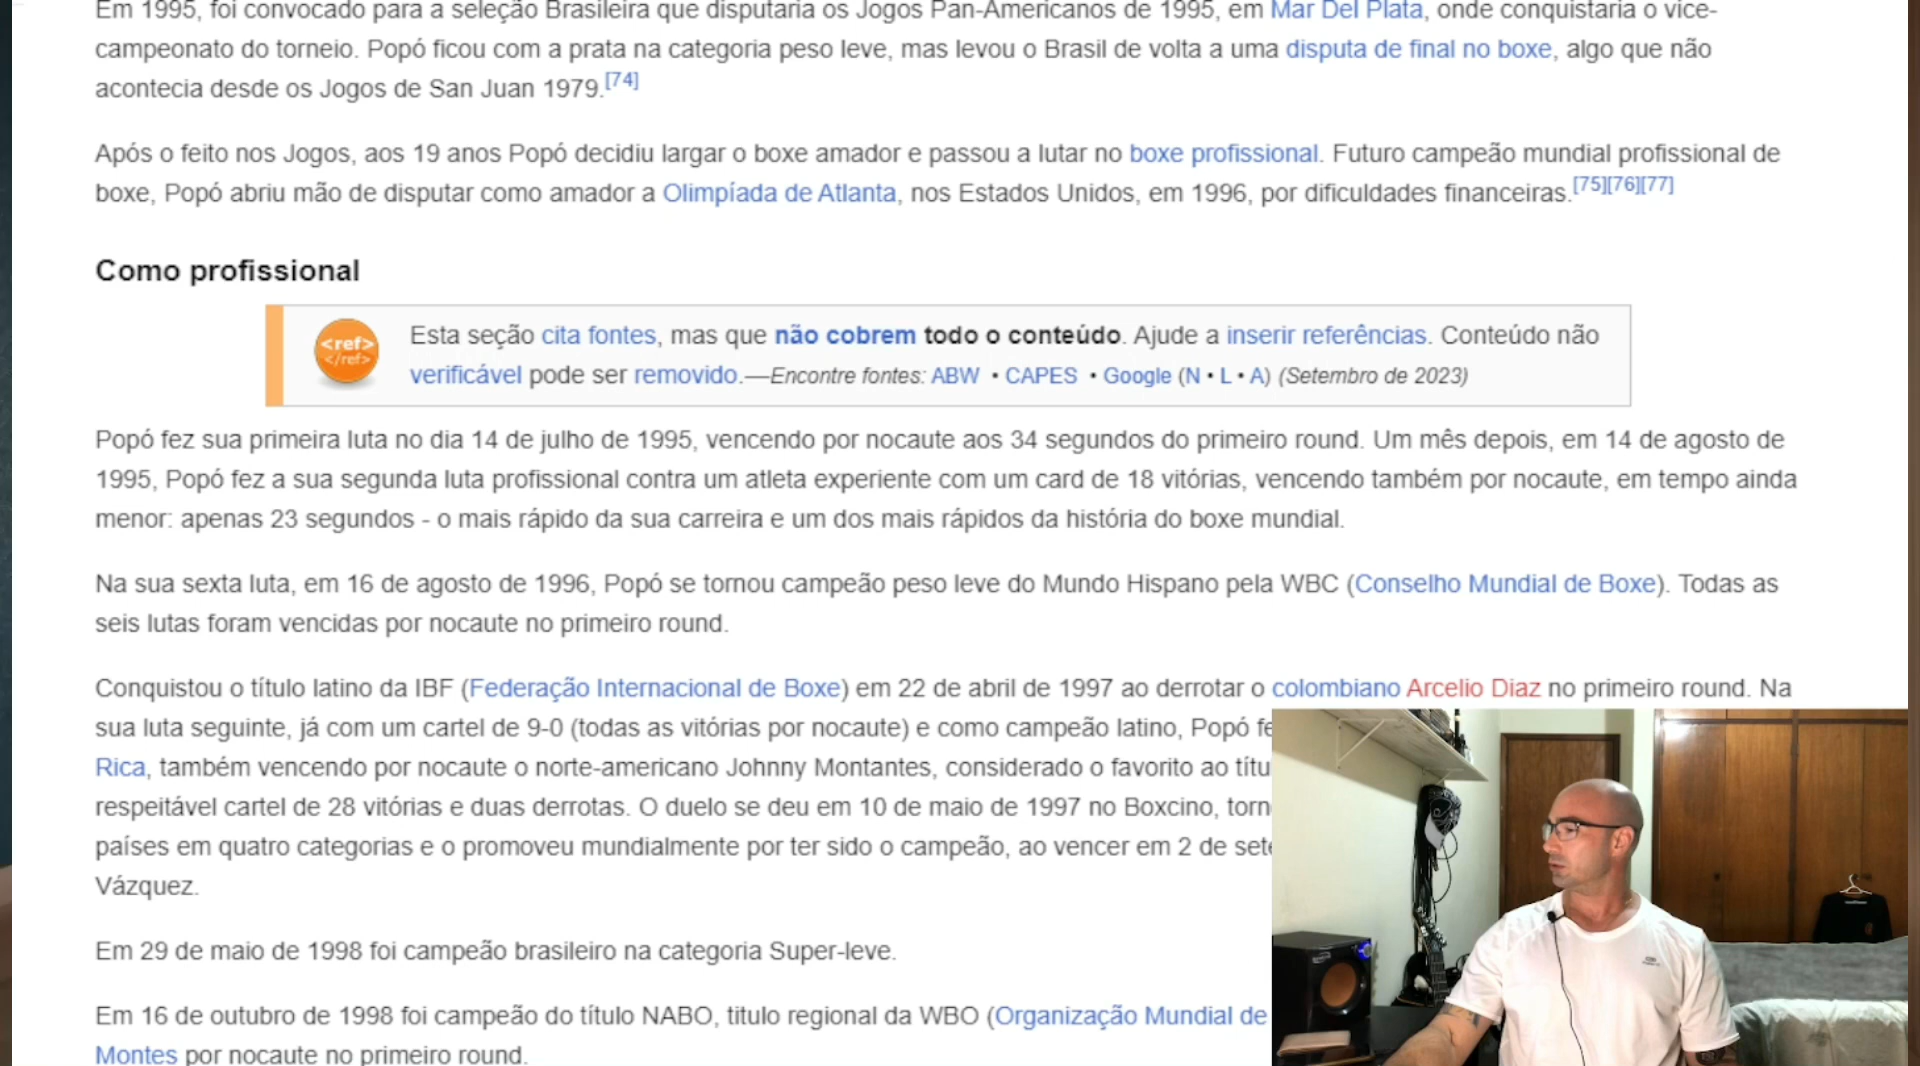 Em 1995, foi convocado para a seleção Brasileira que disputaria os Jogos Pan-Americanos de 1995, em Mar Del Plata, onde conquistaria o vice-
campeonato do torneio. Popó ficou com a prata na categoria peso leve, mas levou o Brasil de volta a uma disputa de final no boxe, algo que não
acontecia desde os Jogos de San Juan 1979.[74]
Após o feito nos Jogos, aos 19 anos Popó decidiu largar o boxe amador e passou a lutar no boxe profissional. Futuro campeão mundial profissional de
boxe, Popó abriu mão de disputar como amador a Olimpíada de Atlanta, nos Estados Unidos, em 1996, por dificuldades financeiras.[75][76][77]
Como profissional
<ref>
</ref>
Esta seção cita fontes, mas que não cobrem todo o conteúdo. Ajude a inserir referências. Conteúdo não
verificável pode ser removido.—Encontre fontes: ABW • CAPES • Google (N • L • A) (Setembro de 2023)
Popó fez sua primeira luta no dia 14 de julho de 1995, vencendo por nocaute aos 34 segundos do primeiro round. Um mês depois, em 14 de agosto de
1995, Popó fez a sua segunda luta profissional contra um atleta experiente com um card de 18 vitórias, vencendo também por nocaute, em tempo ainda
menor: apenas 23 segundos - o mais rápido da sua carreira e um dos mais rápidos da história do boxe mundial.
Na sua sexta luta, em 16 de agosto de 1996, Popó se tornou campeão peso leve do Mundo Hispano pela WBC (Conselho Mundial de Boxe). Todas as
seis lutas foram vencidas por nocaute no primeiro round.
Conquistou o título latino da IBF (Federação Internacional de Boxe) em 22 de abril de 1997 ao derrotar o colombiano Arcelio Diaz no primeiro round. Na
sua luta seguinte, já com um cartel de 9-0 (todas as vitórias por nocaute) e como campeão latino, Popó fe
Rica, também vencendo por nocaute o norte-americano Johnny Montantes, considerado o favorito ao títu
respeitável cartel de 28 vitórias e duas derrotas. O duelo se deu em 10 de maio de 1997 no Boxcino, torn
países em quatro categorias e o promoveu mundialmente por ter sido o campeão, ao vencer em 2 de sete
Vázquez.
Em 29 de maio de 1998 foi campeão brasileiro na categoria Super-leve.
Em 16 de outubro de 1998 foi campeão do título NABO, titulo regional da WBO (Organização Mundial de
Montes por nocaute no primeiro round.